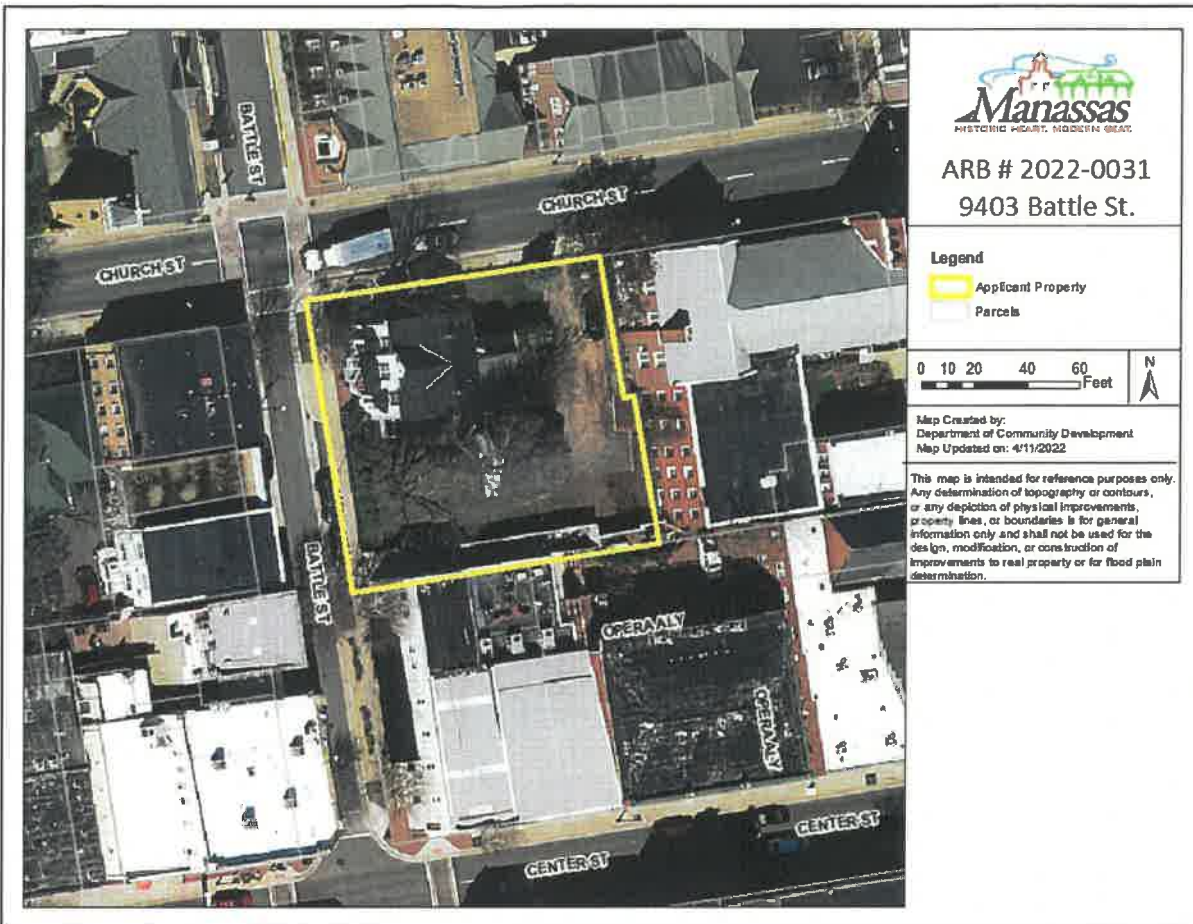 BATTLE ST
CHURCH ST
CHURCH ST
BATTLE ST
OPERA ALY
OPERA ALY
CENTER ST
CENTER ST
Manassas
HISTORIC HEART. MODERN BEAT.
ARB # 2022-0031
9403 Battle St.
Legend
Applicant Property
Parcels
0 10 20 40 60
Feet
N
Map Created by:
Department of Community Development
Map Updated on: 4/11/2022
This map is intended for reference purposes only.
Any determination of topography or contours,
or any depiction of physical improvements,
property lines, or boundaries is for general
information only and shall not be used for the
design, modification, or construction of
improvements to real property or for flood plain
determination.